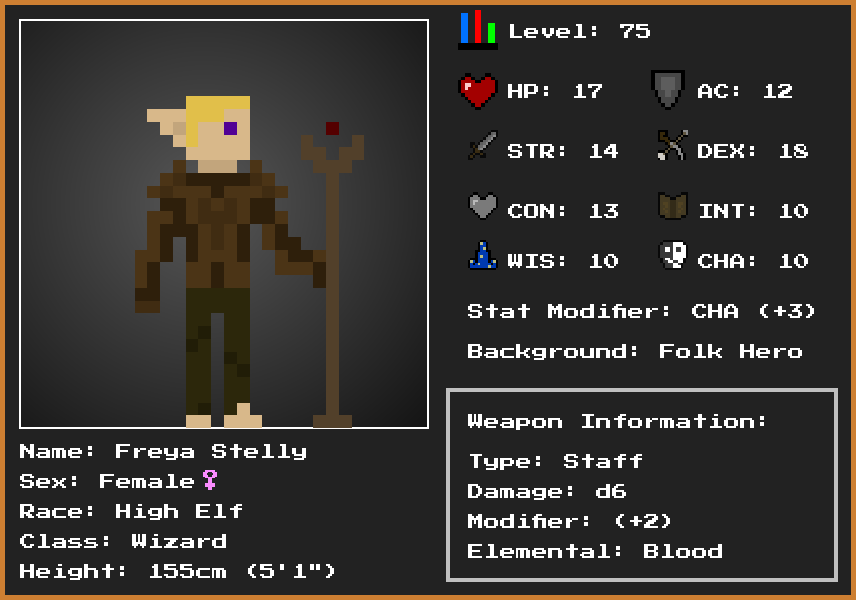 Level: 75
HP: 17
AC: 12
STR: 14
DEX: 18
CON: 13
INT: 10
WIS: 10
CHA: 10
Stat Modifier: CHA (+3)
Background: Folk Hero
Name: Freya Stelly
Sex: Female♀
Race: High Elf
Class: Wizard
Height: 155cm (5'1")
Weapon Information:
Type: Staff
Damage: d6
Modifier: (+2)
Elemental: Blood